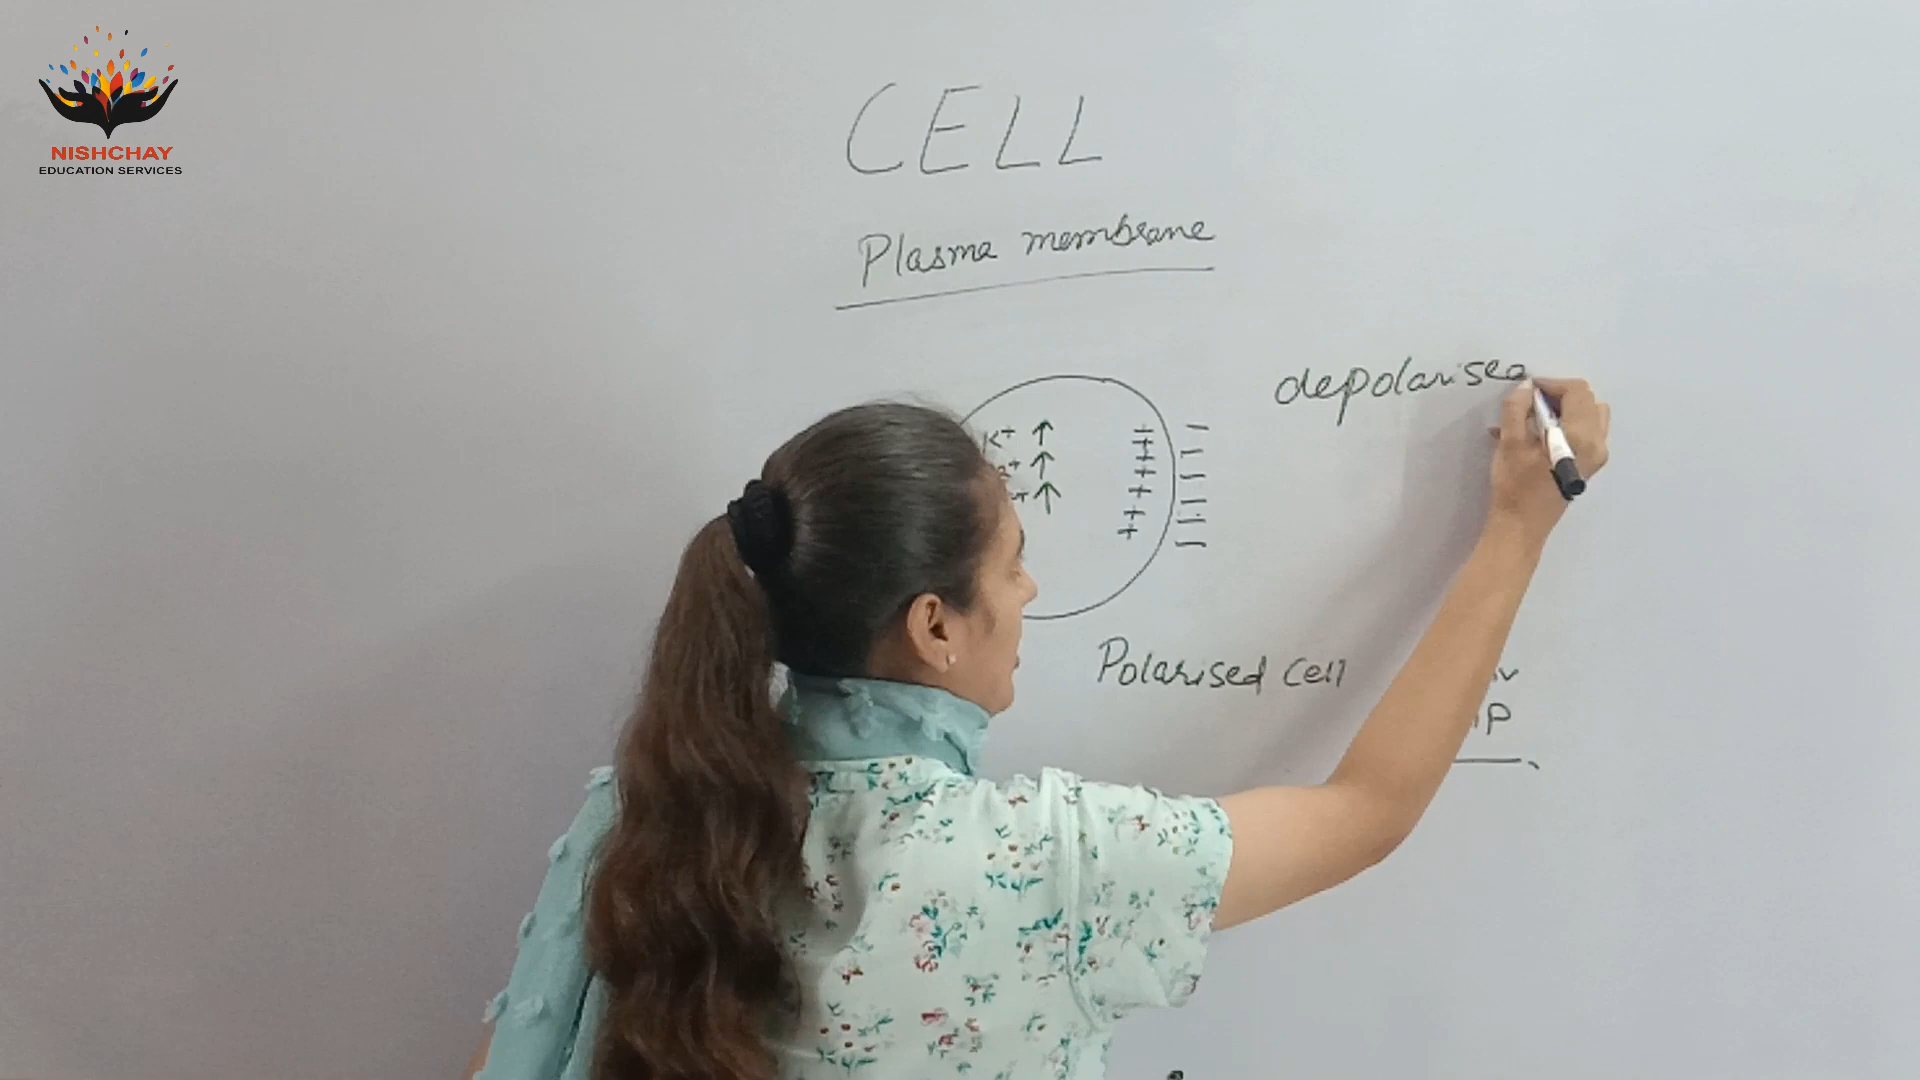 NISHCHAY
EDUCATION SERVICES
CELL
Plasma membrane
depolarised
K+ ↑
↑
↑
+ + + + + + +
— — — — — —
Polarised Cell